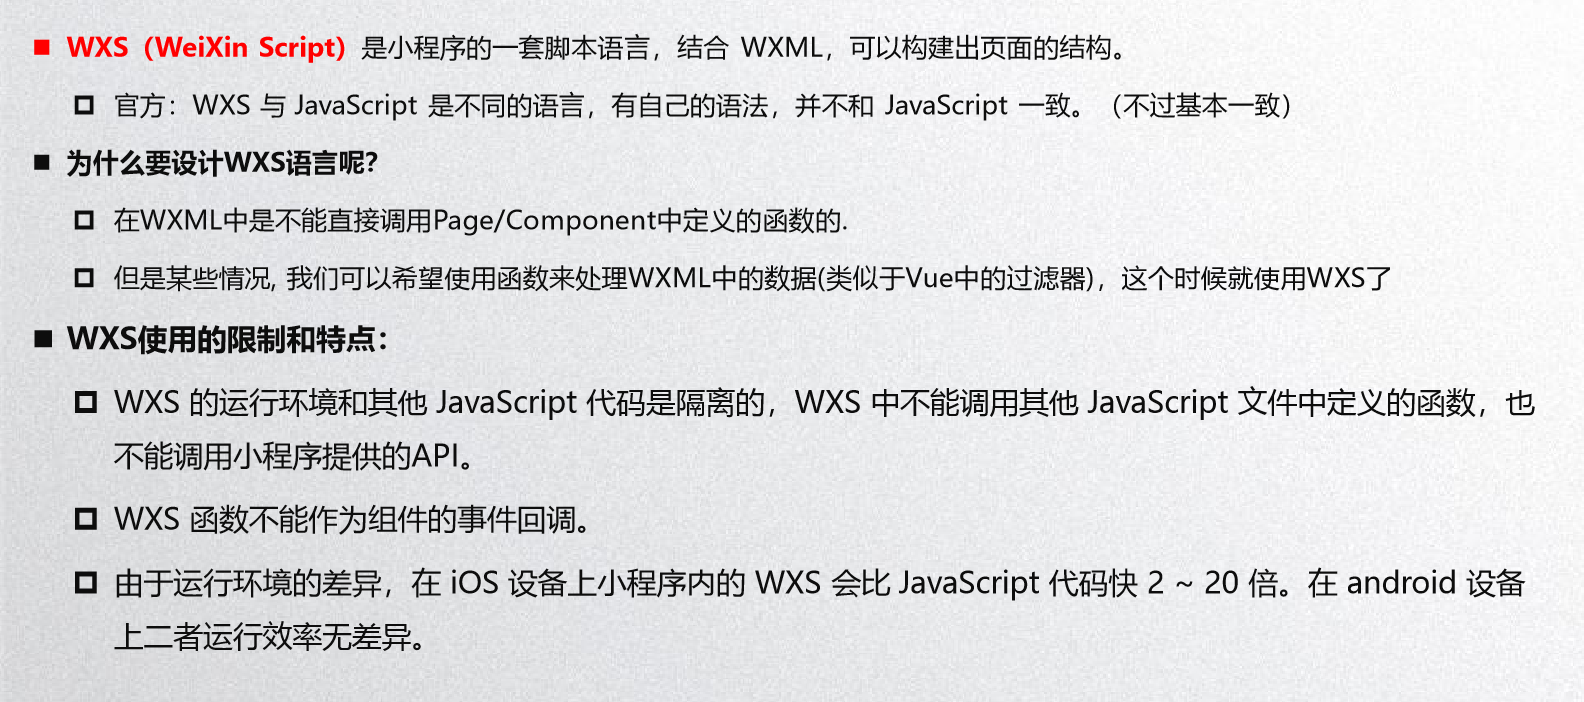 WXS（WeiXin Script）是小程序的一套脚本语言，结合 WXML，可以构建出页面的结构。
官方：WXS 与 JavaScript 是不同的语言，有自己的语法，并不和 JavaScript 一致。（不过基本一致）
为什么要设计WXS语言呢?
在WXML中是不能直接调用Page/Component中定义的函数的.
但是某些情况, 我们可以希望使用函数来处理WXML中的数据(类似于Vue中的过滤器)，这个时候就使用WXS了
WXS使用的限制和特点：
WXS 的运行环境和其他 JavaScript 代码是隔离的，WXS 中不能调用其他 JavaScript 文件中定义的函数，也
不能调用小程序提供的API。
WXS 函数不能作为组件的事件回调。
由于运行环境的差异，在 iOS 设备上小程序内的 WXS 会比 JavaScript 代码快 2 ~ 20 倍。在 android 设备
上二者运行效率无差异。